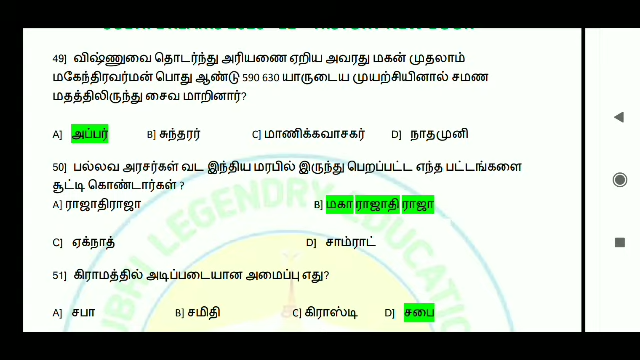 49] விஷ்ணுவை தொடர்ந்து அரியணை ஏறிய அவரது மகன் முதலாம்
மகேந்திரவர்மன் பொது ஆண்டு 590 630 யாருடைய முயற்சியினால் சமண
மதத்திலிருந்து சைவ மாறினார்?
A] அப்பர் B] சுந்தரர் C] மாணிக்கவாசகர் D] நாதமுனி
50] பல்லவ அரசர்கள் வட இந்திய மரபில் இருந்து பெறப்பட்ட எந்த பட்டங்களை
சூட்டி கொண்டார்கள் ?
A] ராஜாதிராஜா B] மகா ராஜாதி ராஜா
C] ஏக்நாத் D] சாம்ராட்
51] கிராமத்தில் அடிப்படையான அமைப்பு எது?
A] சபா B] சமிதி C] கிராஸ்டி D] சபை